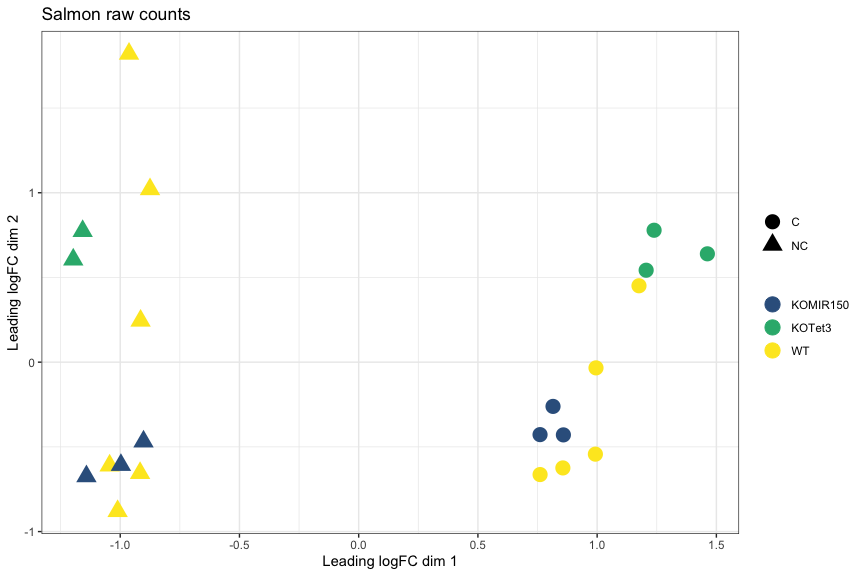 Salmon raw counts
Leading logFC dim 2
1
0
-1
-1.0
-0.5
0.0
0.5
1.0
1.5
Leading logFC dim 1
C
NC
KOMIR150
KOTet3
WT